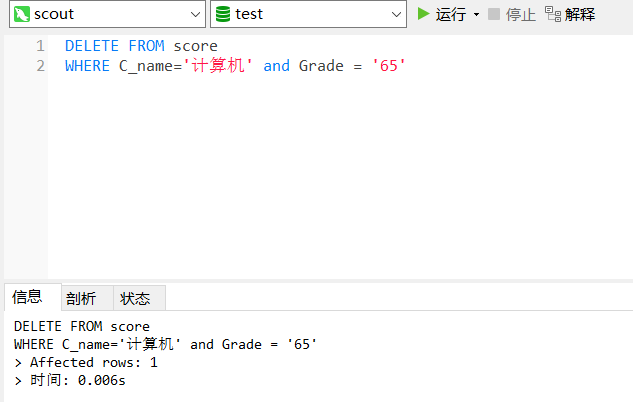 scout test 运行 停止 解释
1 DELETE FROM score
2 WHERE C_name='计算机' and Grade = '65'
信息 剖析 状态
DELETE FROM score
WHERE C_name='计算机' and Grade = '65'
> Affected rows: 1
> 时间: 0.006s